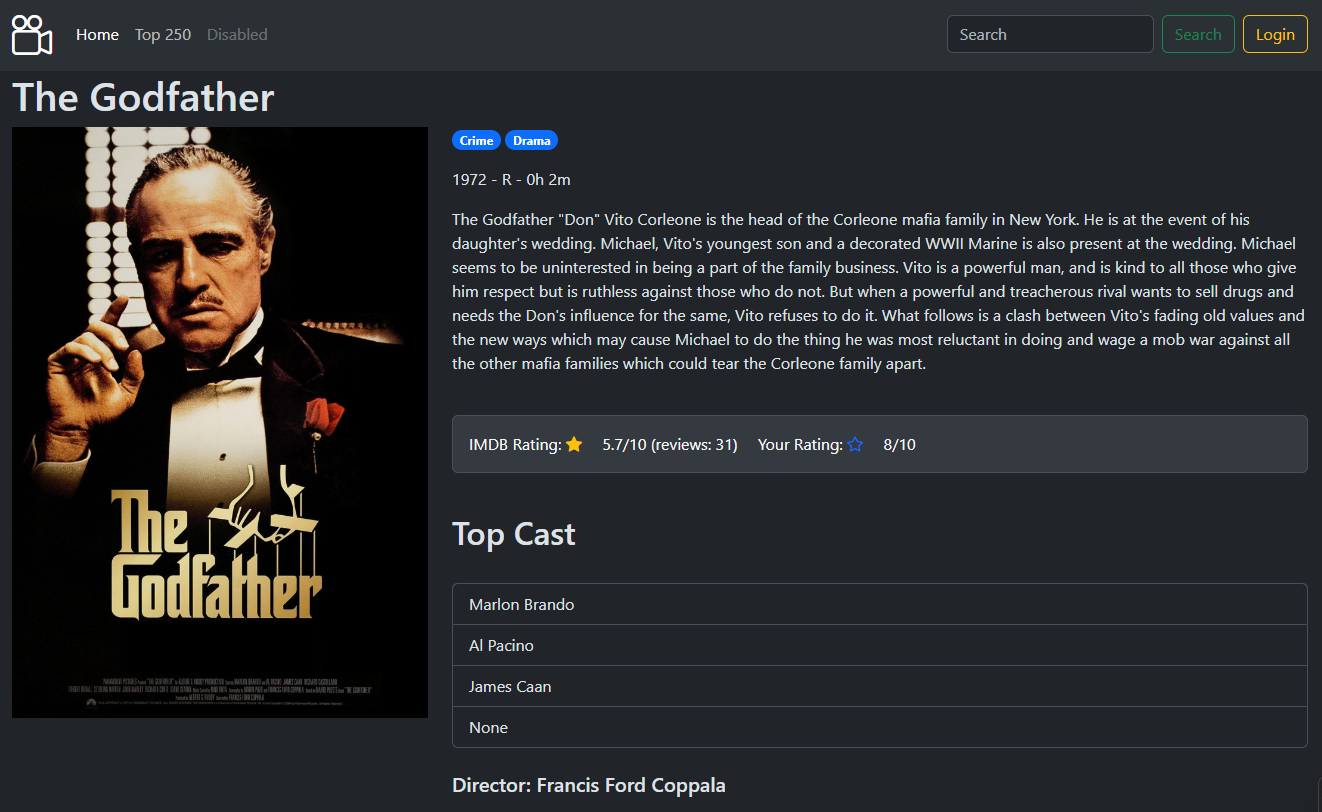 Home Top 250 Disabled Search Search Login
The Godfather
Crime Drama
1972 - R - 0h 2m
The Godfather "Don" Vito Corleone is the head of the Corleone mafia family in New York. He is at the event of his
daughter's wedding. Michael, Vito's youngest son and a decorated WWII Marine is also present at the wedding. Michael
seems to be uninterested in being a part of the family business. Vito is a powerful man, and is kind to all those who give
him respect but is ruthless against those who do not. But when a powerful and treacherous rival wants to sell drugs and
needs the Don's influence for the same, Vito refuses to do it. What follows is a clash between Vito's fading old values and
the new ways which may cause Michael to do the thing he was most reluctant in doing and wage a mob war against all
the other mafia families which could tear the Corleone family apart.
IMDB Rating: 5.7/10 (reviews: 31) Your Rating: 8/10
Top Cast
Marlon Brando
Al Pacino
James Caan
None
Director: Francis Ford Coppala
The
Godfather